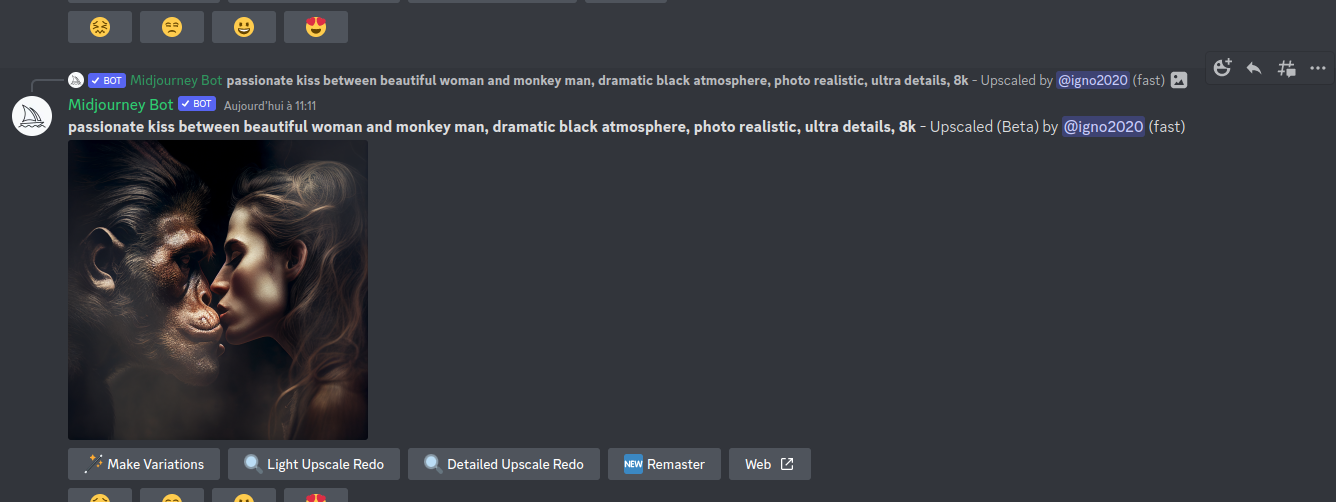 BOT Midjourney Bot passionate kiss between beautiful woman and monkey man, dramatic black atmosphere, photo realistic, ultra details, 8k - Upscaled by @igno2020 (fast)
Midjourney Bot BOT Aujourd'hui à 11:11
passionate kiss between beautiful woman and monkey man, dramatic black atmosphere, photo realistic, ultra details, 8k - Upscaled (Beta) by @igno2020 (fast)
Make Variations Light Upscale Redo Detailed Upscale Redo NEW Remaster Web